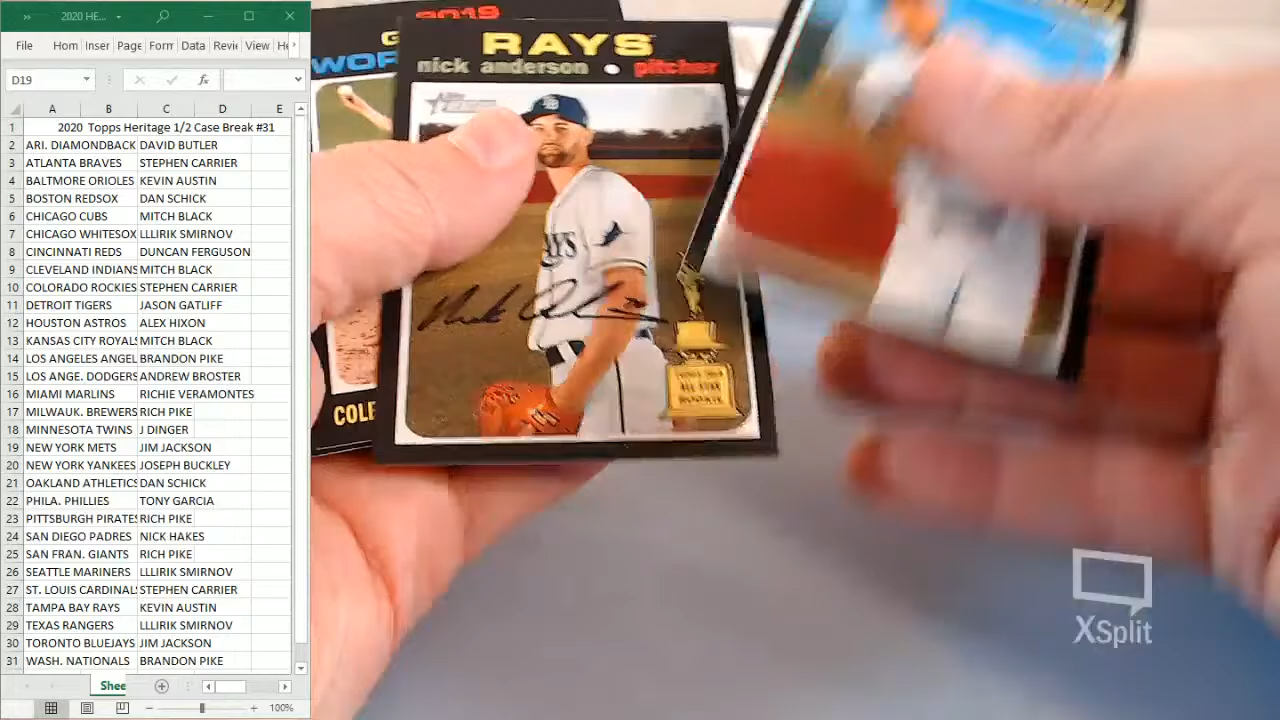 2020 HE...
File Hom Inser Page Form Data Revie View He
D19
fx
A B C D E
1 2020 Topps Heritage 1/2 Case Break #31
2 ARI. DIAMONDBACK DAVID BUTLER
3 ATLANTA BRAVES STEPHEN CARRIER
4 BALTMORE ORIOLES KEVIN AUSTIN
5 BOSTON REDSOX DAN SCHICK
6 CHICAGO CUBS MITCH BLACK
7 CHICAGO WHITESOX LLLIRIK SMIRNOV
8 CINCINNATI REDS DUNCAN FERGUSON
9 CLEVELAND INDIANS MITCH BLACK
10 COLORADO ROCKIES STEPHEN CARRIER
11 DETROIT TIGERS JASON GATLIFF
12 HOUSTON ASTROS ALEX HIXON
13 KANSAS CITY ROYALS MITCH BLACK
14 LOS ANGELES ANGEL BRANDON PIKE
15 LOS ANGE. DODGERS ANDREW BROSTER
16 MIAMI MARLINS RICHIE VERAMONTES
17 MILWAUK. BREWERS RICH PIKE
18 MINNESOTA TWINS J DINGER
19 NEW YORK METS JIM JACKSON
20 NEW YORK YANKEES JOSEPH BUCKLEY
21 OAKLAND ATHLETICS DAN SCHICK
22 PHILA. PHILLIES TONY GARCIA
23 PITTSBURGH PIRATES RICH PIKE
24 SAN DIEGO PADRES NICK HAKES
25 SAN FRAN. GIANTS RICH PIKE
26 SEATTLE MARINERS LLLIRIK SMIRNOV
27 ST. LOUIS CARDINALS STEPHEN CARRIER
28 TAMPA BAY RAYS KEVIN AUSTIN
29 TEXAS RANGERS LLLIRIK SMIRNOV
30 TORONTO BLUEJAYS JIM JACKSON
31 WASH. NATIONALS BRANDON PIKE
Shee
100%
2019
WOR
COLE
RAYS
nick anderson • pitcher
RAYS
ALL STAR
ROOKIE
XSplit